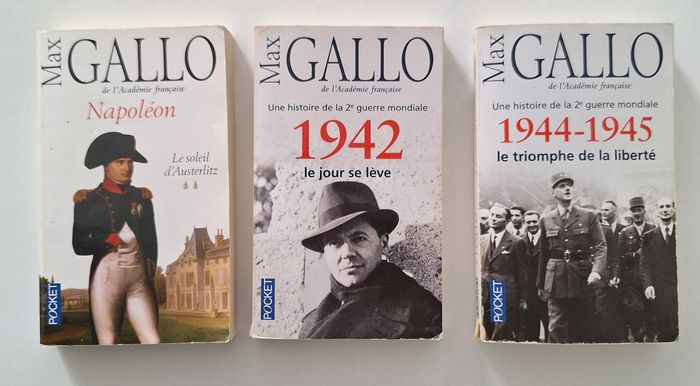 Max GALLO
de l'Académie française
Napoléon
Le soleil
d'Austerlitz
POCKET
Max GALLO
de l'Académie française
Une histoire de la 2e guerre mondiale
1942
le jour se lève
POCKET
Max GALLO
de l'Académie française
Une histoire de la 2e guerre mondiale
1944-1945
le triomphe de la liberté
POCKET